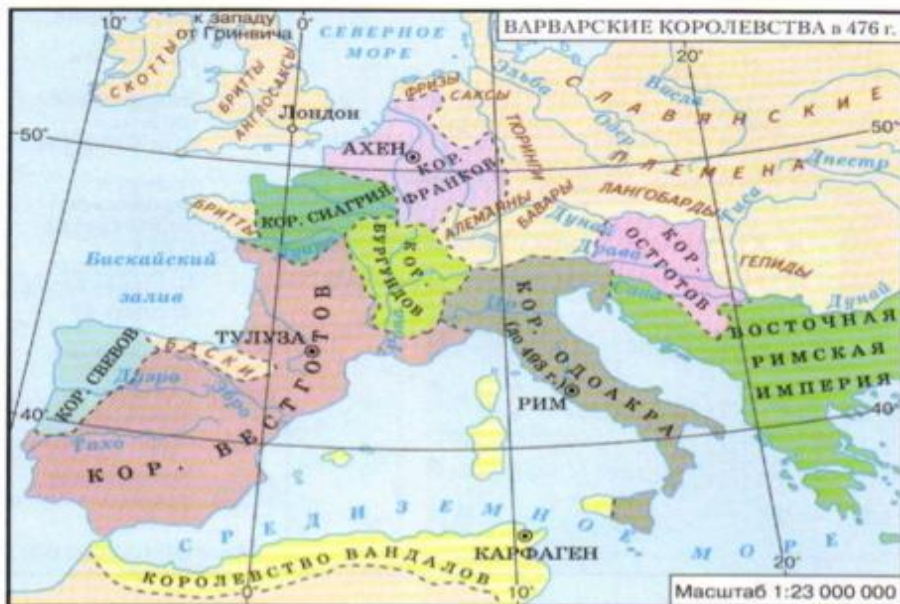 10°
к западу
от Гринвича
0°
СЕВЕРНОЕ
МОРЕ
ВАРВАРСКИЕ КОРОЛЕВСТВА в 476 г.
20°
СКОТТЫ
БРИТТЫ
АНГЛОСАКСЫ
Лондон
ФРИЗЫ
САКСЫ
Эльба
Висла
Одер
СЛАВЯНСКИЕ
ПЛЕМЕНА
50°
50°
АХЕН
КОР.
ФРАНКОВ
ТЮРИНГИ
Днестр
ЛАНГОБАРДЫ
Тиса
БРИТТЫ
КОР. СИАГРИЯ
АЛЕМАННЫ
БАВАРЫ
Дунай
Драва
КОР.
ОСТГОТОВ
ГЕПИДЫ
Бискайский
залив
КОР.
БУРГУНДОВ
По
Сава
Дунай
ТУЛУЗА
КОР. ОДОАКРА
(до 493 г.)
ВОСТОЧНАЯ
РИМСКАЯ
ИМПЕРИЯ
КОР. СВЕВОВ
БАСКИ
Дуэро
Эбро
РИМ
40°
40°
Тахо
КОР. ВЕСТГОТОВ
СРЕДИЗЕМНОЕ МОРЕ
КАРФАГЕН
КОРОЛЕВСТВО ВАНДАЛОВ
0°
10°
20°
Масштаб 1:23 000 000